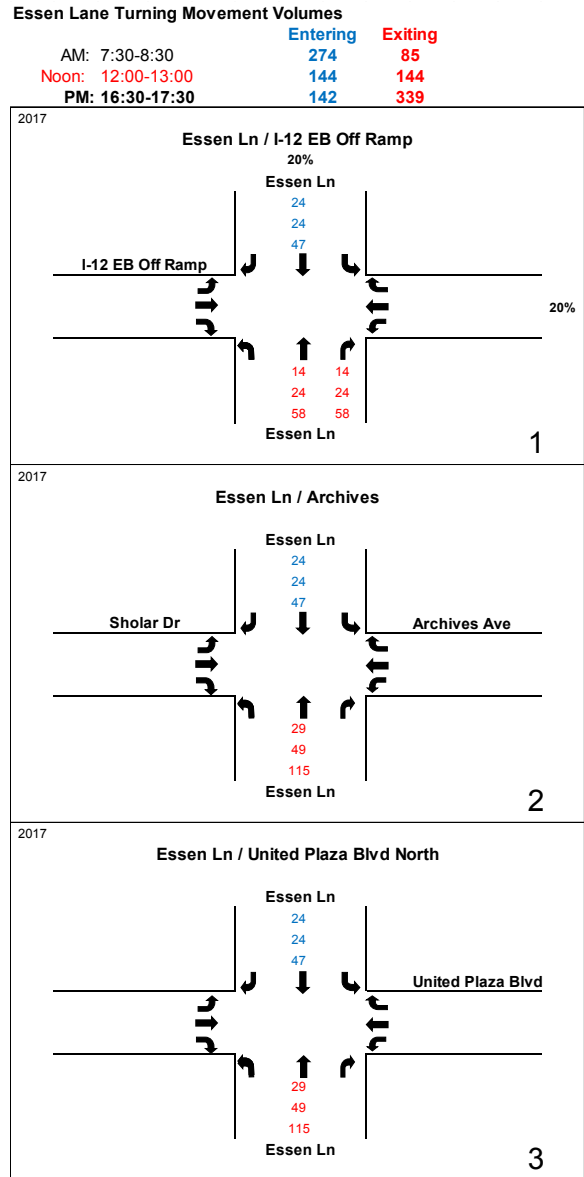 Essen Lane Turning Movement Volumes
Entering Exiting
AM: 7:30-8:30 274 85
Noon: 12:00-13:00 144 144
PM: 16:30-17:30 142 339
2017
Essen Ln / I-12 EB Off Ramp
20%
Essen Ln
24
24
47
I-12 EB Off Ramp
20%
14 14
24 24
58 58
Essen Ln
1
2017
Essen Ln / Archives
Essen Ln
24
24
47
Sholar Dr Archives Ave
29
49
115
Essen Ln
2
2017
Essen Ln / United Plaza Blvd North
Essen Ln
24
24
47
United Plaza Blvd
29
49
115
Essen Ln
3